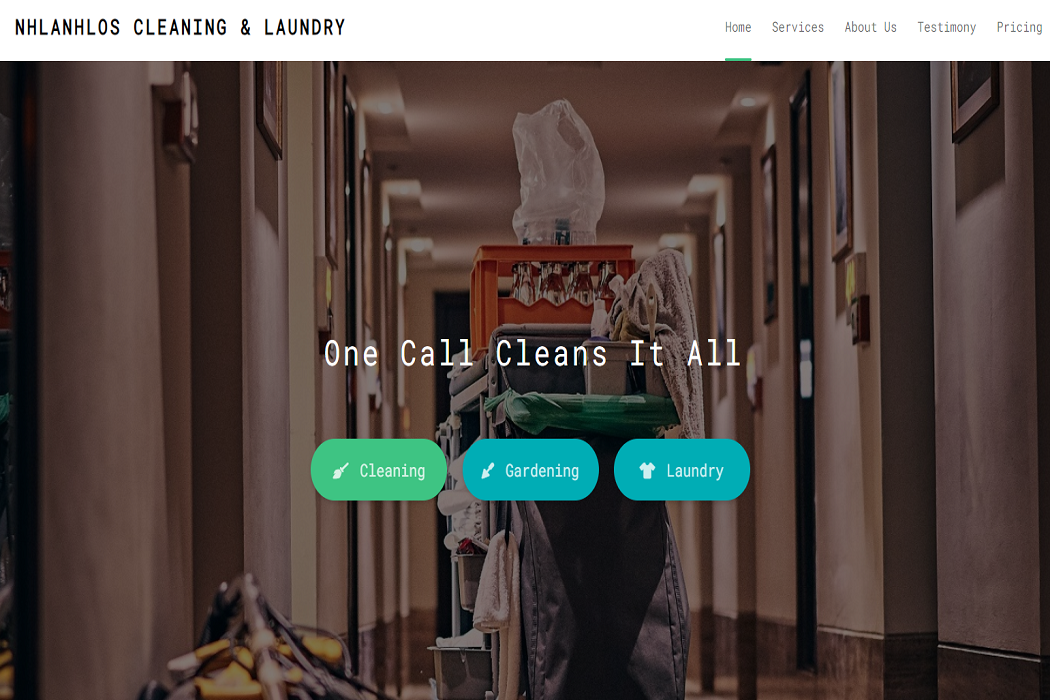 NHLANHLOS CLEANING & LAUNDRY
Home Services About Us Testimony Pricing
One Call Cleans It All
Cleaning Gardening Laundry